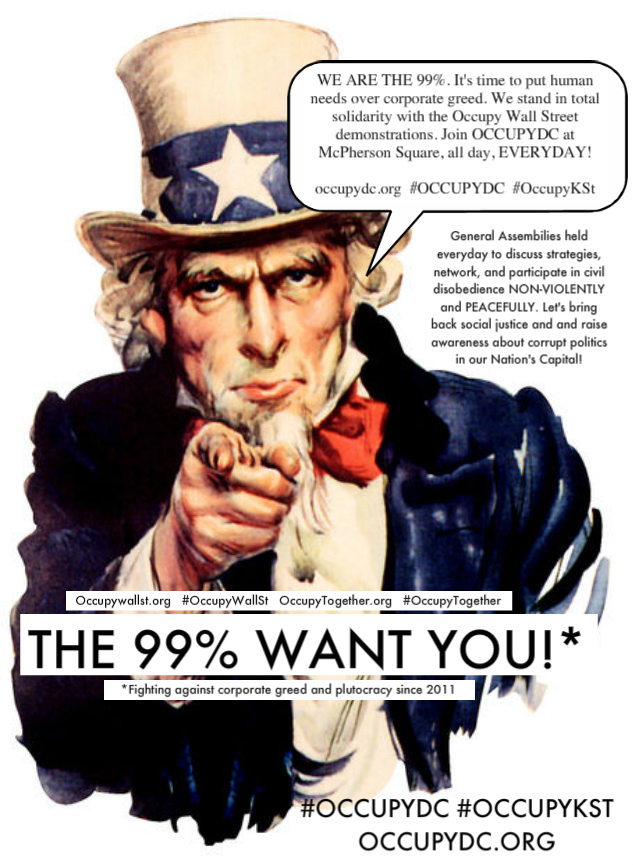 WE ARE THE 99%. It's time to put human
needs over corporate greed. We stand in total
solidarity with the Occupy Wall Street
demonstrations. Join OCCUPYDC at
McPherson Square, all day, EVERYDAY!
occupydc.org #OCCUPYDC #OccupyKSt
General Assembilies held
everyday to discuss strategies,
network, and participate in civil
disobedience NON-VIOLENTLY
and PEACEFULLY. Let's bring
back social justice and and raise
awareness about corrupt politics
in our Nation's Capital!
Occupywallst.org #OccupyWallSt OccupyTogether.org #OccupyTogether
THE 99% WANT YOU!*
*Fighting against corporate greed and plutocracy since 2011
#OCCUPYDC #OCCUPYKST
OCCUPYDC.ORG